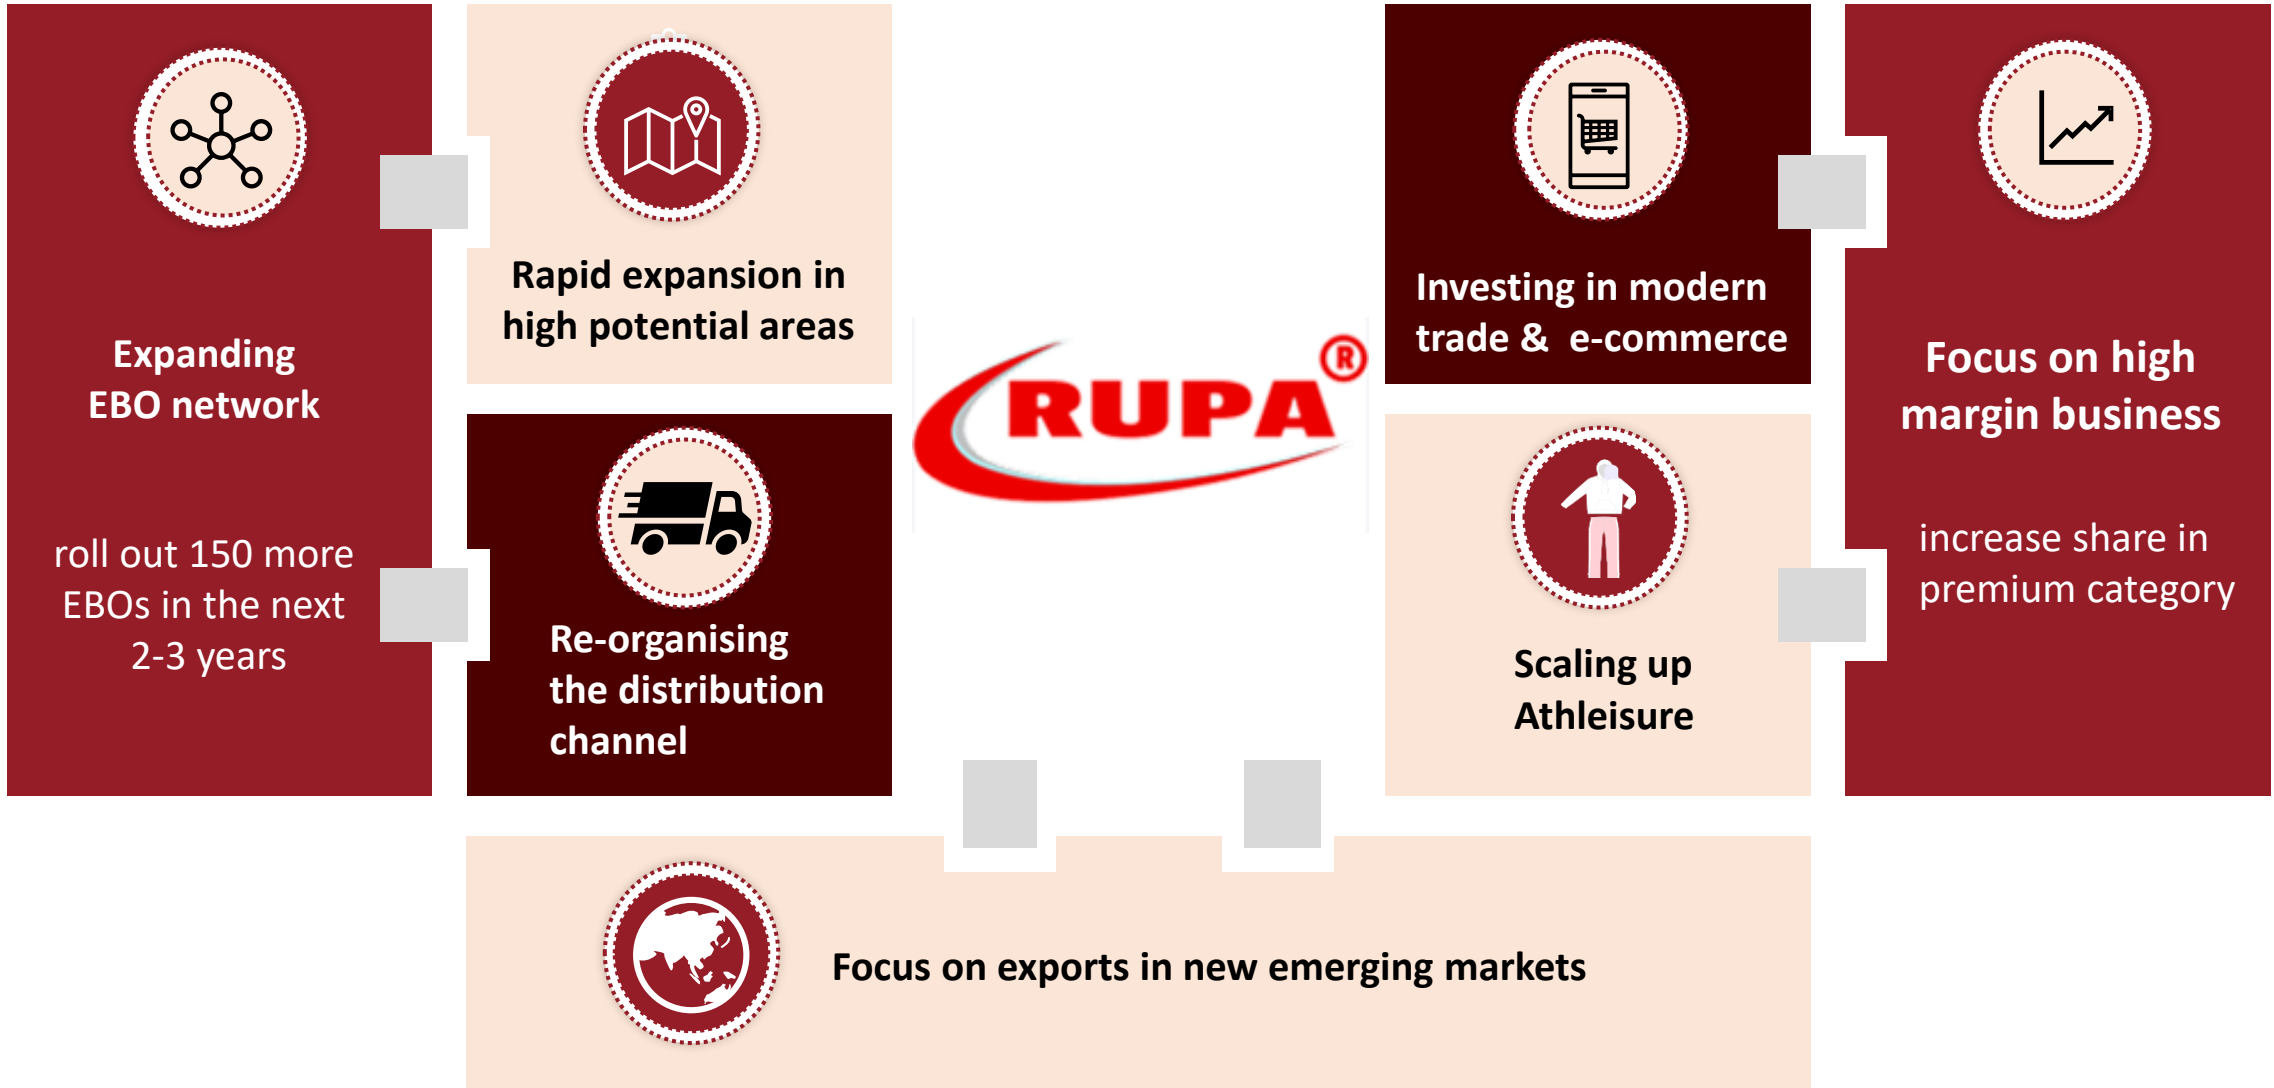 Expanding
EBO network
roll out 150 more
EBOs in the next
2-3 years
Rapid expansion in
high potential areas
Re-organising
the distribution
channel
RUPA®
Investing in modern
trade & e-commerce
Scaling up
Athleisure
Focus on high
margin business
increase share in
premium category
Focus on exports in new emerging markets